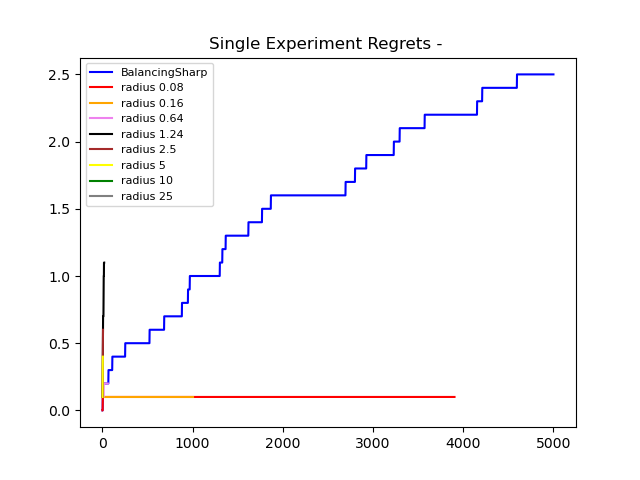 Single Experiment Regrets -
2.5
2.0
1.5
1.0
0.5
0.0
BalancingSharp
radius 0.08
radius 0.16
radius 0.64
radius 1.24
radius 2.5
radius 5
radius 10
radius 25
0 1000 2000 3000 4000 5000